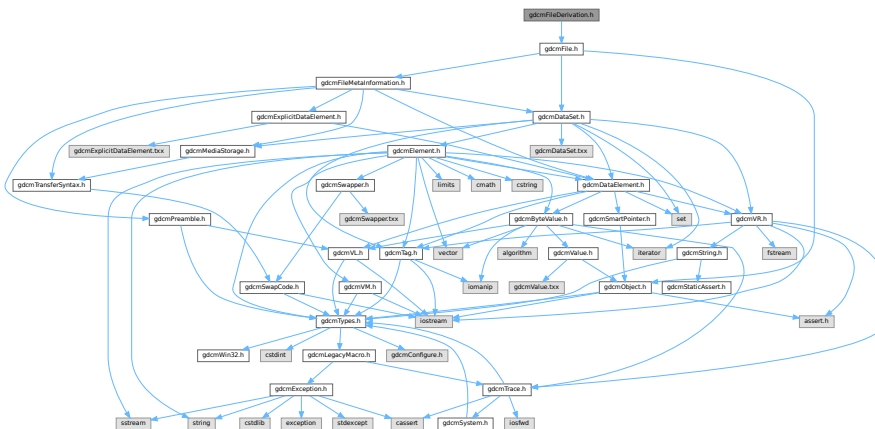 gdcmFileDerivation.h
gdcmFile.h
gdcmFileMetaInformation.h
gdcmExplicitDataElement.h
gdcmDataSet.h
gdcmExplicitDataElement.txx
gdcmMediaStorage.h
gdcmElement.h
gdcmDataSet.txx
gdcmTransferSyntax.h
gdcmSwapper.h
limits
cmath
cstring
gdcmDataElement.h
gdcmPreamble.h
gdcmSwapper.txx
gdcmByteValue.h
gdcmSmartPointer.h
set
gdcmVR.h
gdcmVL.h
gdcmTag.h
vector
algorithm
gdcmValue.h
iterator
gdcmString.h
fstream
gdcmSwapCode.h
gdcmVM.h
iomanip
gdcmValue.txx
gdcmObject.h
gdcmStaticAssert.h
gdcmTypes.h
iostream
assert.h
gdcmWin32.h
cstdint
gdcmLegacyMacro.h
gdcmConfigure.h
gdcmException.h
gdcmTrace.h
sstream
string
cstdlib
exception
stdexcept
cassert
gdcmSystem.h
iosfwd